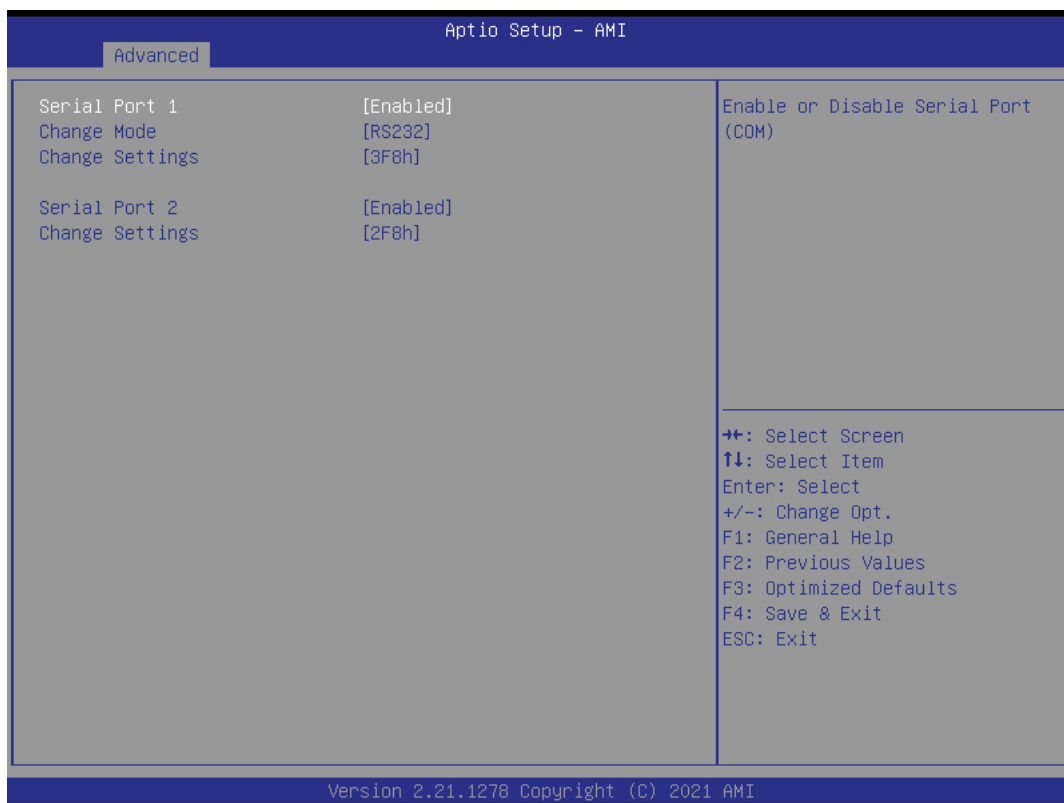 Aptio Setup – AMI
Advanced
Serial Port 1 [Enabled]
Change Mode [RS232]
Change Settings [3F8h]
Serial Port 2 [Enabled]
Change Settings [2F8h]
Enable or Disable Serial Port
(COM)
→←: Select Screen
↑↓: Select Item
Enter: Select
+/-: Change Opt.
F1: General Help
F2: Previous Values
F3: Optimized Defaults
F4: Save & Exit
ESC: Exit
Version 2.21.1278 Copyright (C) 2021 AMI